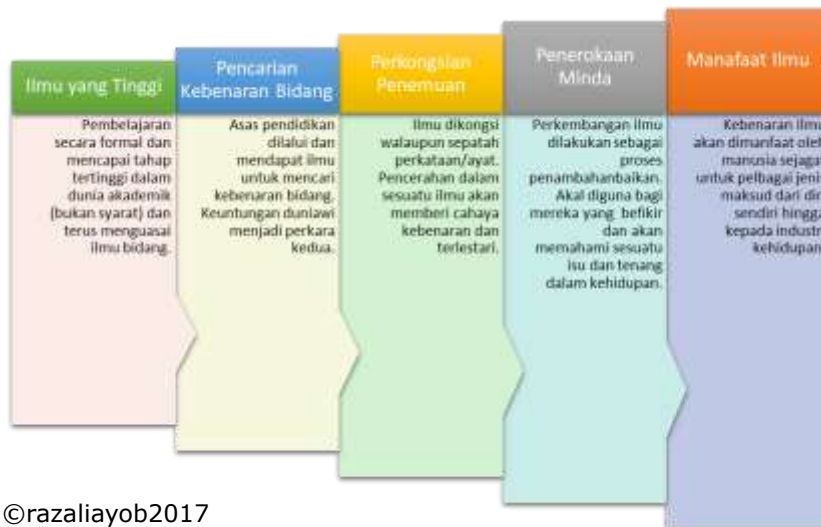 Ilmu yang Tinggi
Pembelajaran
secara formal dan
mencapai tahap
tertinggi dalam
dunia akademik
(bukan syarat) dan
terus menguasai
ilmu bidang.
Pencarian
Kebenaran Bidang
Asas pendidikan
dilalui dan
mendapat ilmu
untuk mencari
kebenaran bidang.
Keuntungan duniawi
menjadi perkara
kedua.
Perkongsian
Penemuan
Ilmu dikongsi
walaupun sepatah
perkataan/ayat.
Pencerahan dalam
sesuatu ilmu akan
memberi cahaya
kebenaran dan
terlestari.
Penerokaan
Minda
Perkembangan ilmu
dilakukan sebagai
proses
penambahanbaikan.
Akal diguna bagi
mereka yang befikir
dan akan
memahami sesuatu
isu dan tenang
dalam kehidupan.
Manafaat Ilmu
Kebenaran ilmu
akan dimanfaat oleh
manusia sejagat
untuk pelbagai jenis
maksud dari diri
sendiri hingga
kepada industri
kehidupan.
©razaliayob2017